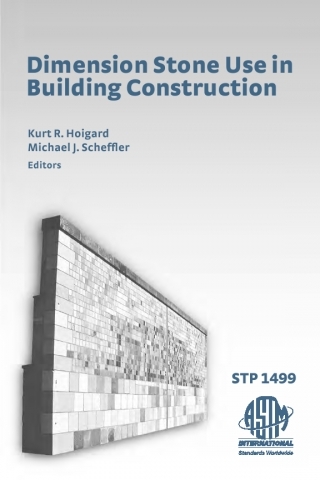 Dimension Stone Use in
Building Construction
Kurt R. Hoigard
Michael J. Scheffler
Editors
STP 1499
ASTM
INTERNATIONAL
Standards Worldwide